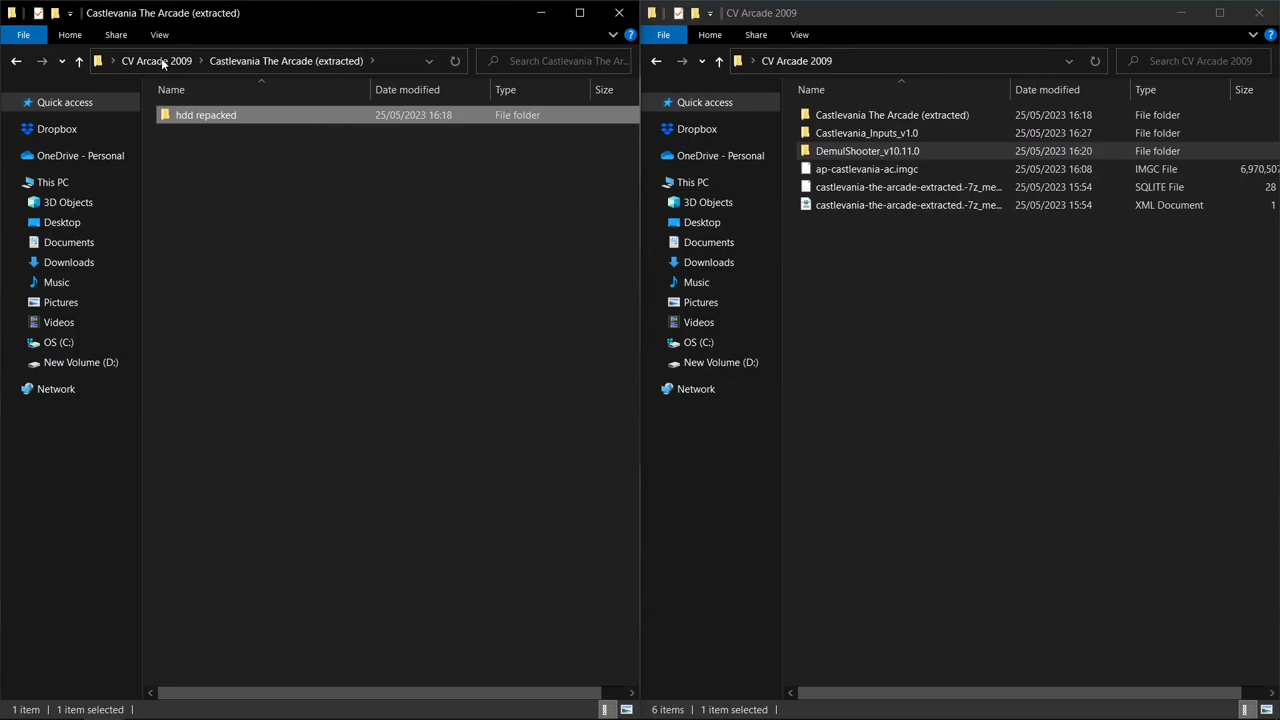 Castlevania The Arcade (extracted)
File Home Share View
CV Arcade 2009 > Castlevania The Arcade (extracted) >
Search Castlevania The Ar...
Name Date modified Type Size
hdd repacked 25/05/2023 16:18 File folder
Quick access
Dropbox
OneDrive - Personal
This PC
3D Objects
Desktop
Documents
Downloads
Music
Pictures
Videos
OS (C:)
New Volume (D:)
Network
1 item 1 item selected
CV Arcade 2009
File Home Share View
CV Arcade 2009
Search CV Arcade 2009
Name Date modified Type Size
Castlevania The Arcade (extracted) 25/05/2023 16:18 File folder
Castlevania_Inputs_v1.0 25/05/2023 16:27 File folder
DemulShooter_v10.11.0 25/05/2023 16:20 File folder
ap-castlevania-ac.imgc 25/05/2023 16:08 IMGC File 6,970,507
castlevania-the-arcade-extracted.-7z_me... 25/05/2023 15:54 SQLITE File 28
castlevania-the-arcade-extracted.-7z_me... 25/05/2023 15:54 XML Document 1
Quick access
Dropbox
OneDrive - Personal
This PC
3D Objects
Desktop
Documents
Downloads
Music
Pictures
Videos
OS (C:)
New Volume (D:)
Network
6 items 1 item selected